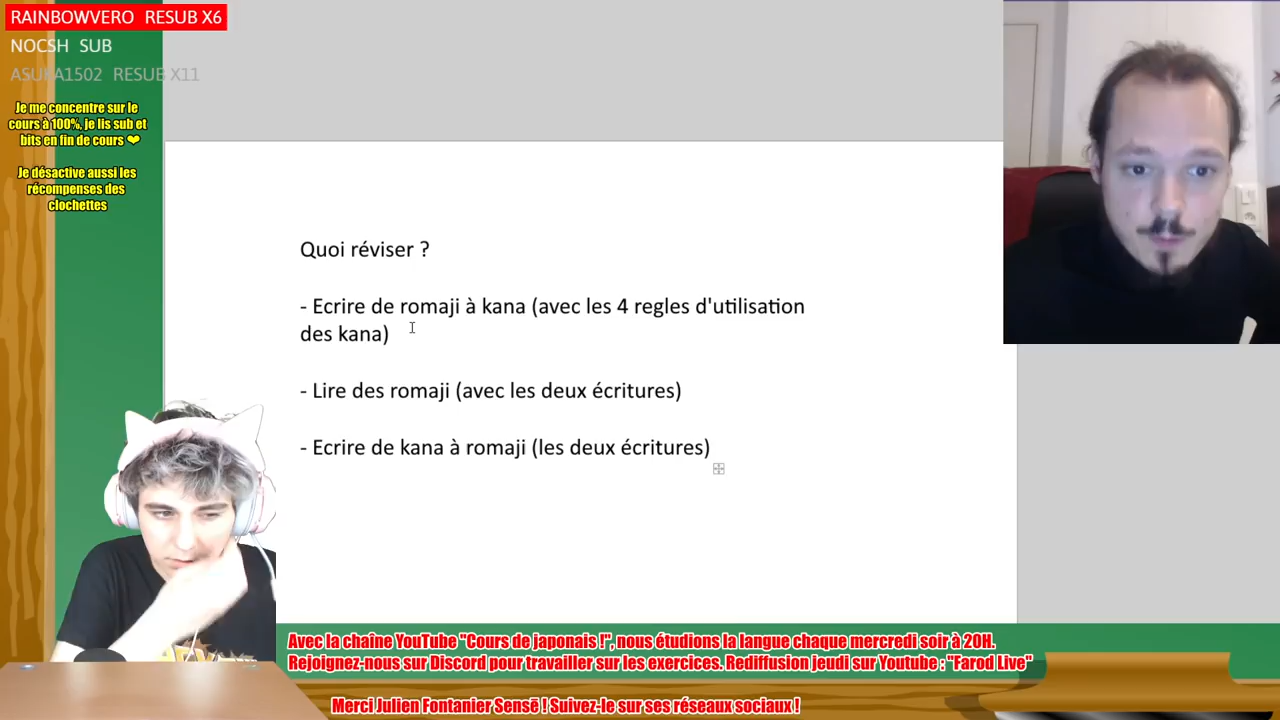 RAINBOWVERO RESUB X6
NOCSH SUB
ASUKA1502 RESUB X11
Je me concentre sur le
cours à 100%, je lis sub et
bits en fin de cours ❤
Je désactive aussi les
récompenses des
clochettes
Quoi réviser ?
- Ecrire de romaji à kana (avec les 4 regles d'utilisation
des kana)
- Lire des romaji (avec les deux écritures)
- Ecrire de kana à romaji (les deux écritures)
Avec la chaîne YouTube "Cours de japonais !", nous étudions la langue chaque mercredi soir à 20H.
Rejoignez-nous sur Discord pour travailler sur les exercices. Rediffusion jeudi sur Youtube : "Farod Live"
Merci Julien Fontanier Sensē ! Suivez-le sur ses réseaux sociaux !